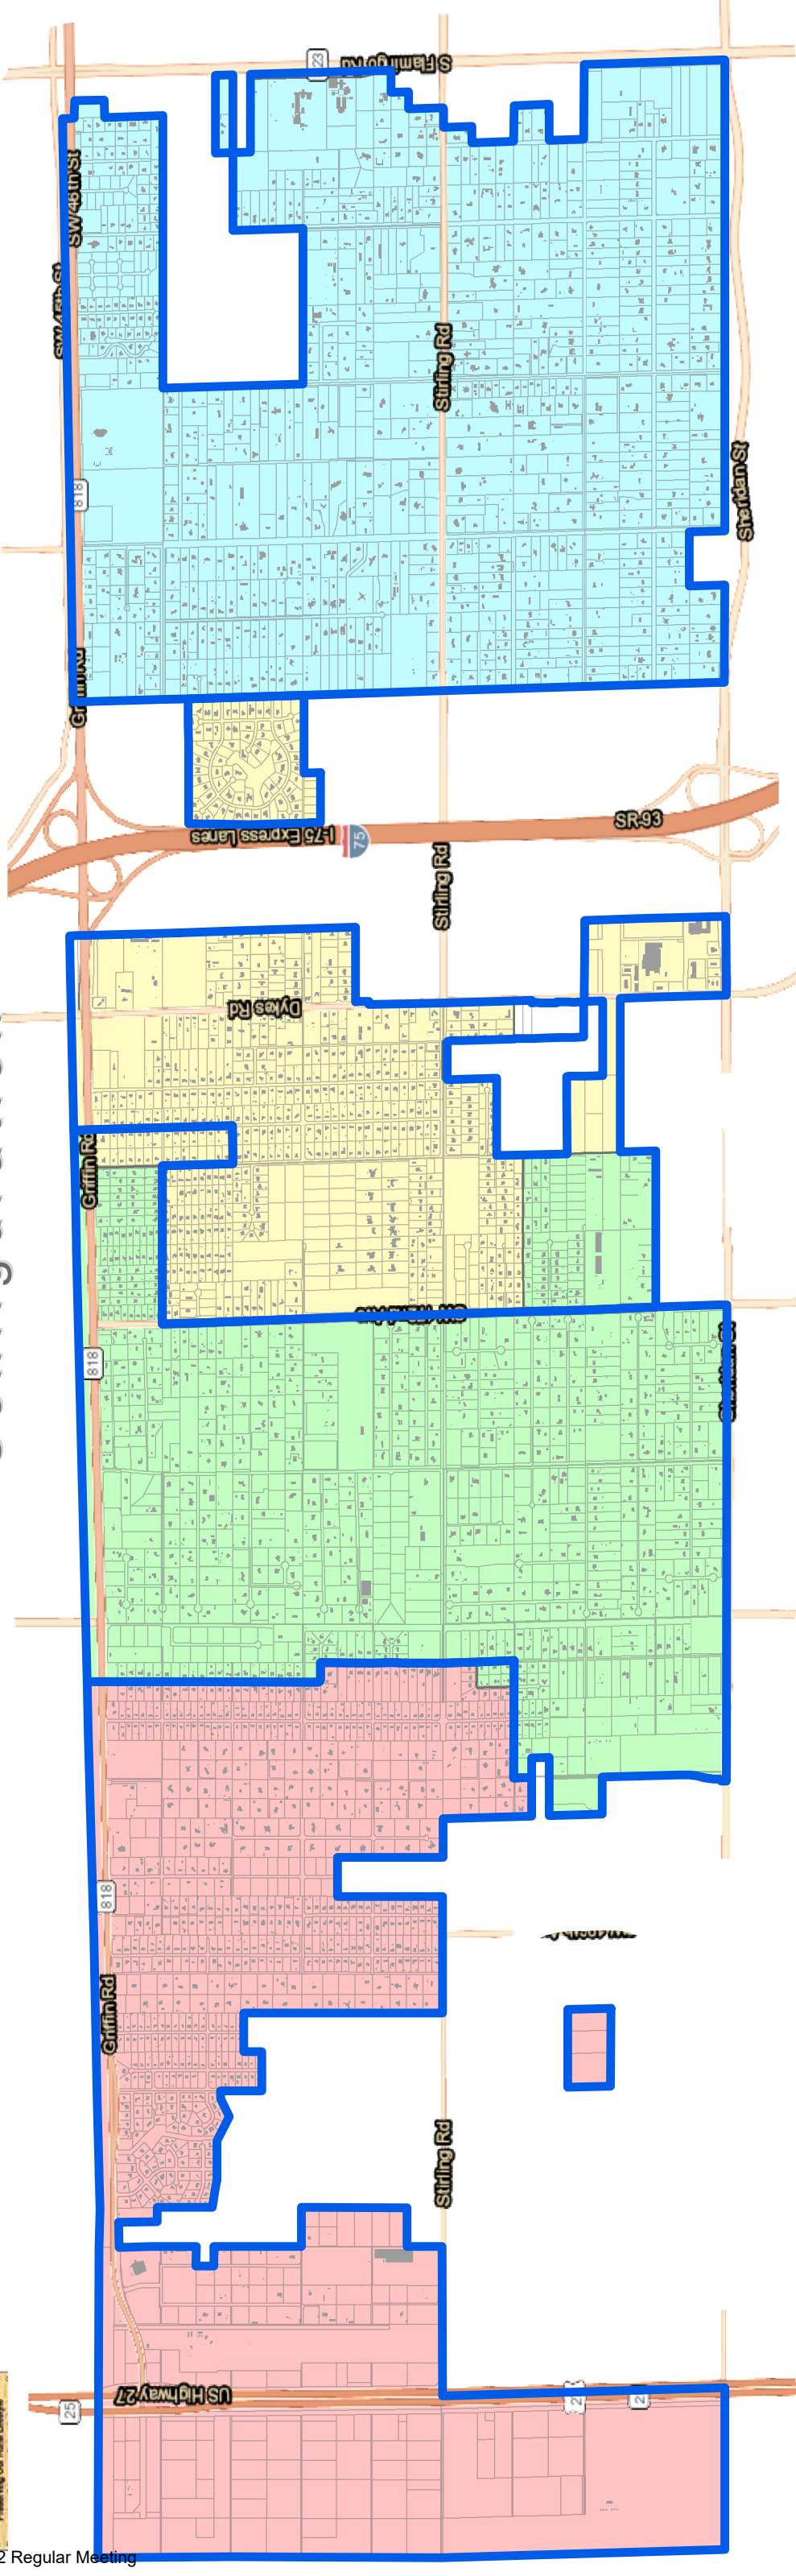 23
S Flamingo Rd
SW 46th St
SW 45th St
Stirling Rd
Sheridan St
818
Griffin Rd
I-75 Express Lanes
75
SR-93
Stirling Rd
Dykes Rd
Griffin Rd
818
818
Griffin Rd
Stirling Rd
US Highway 27
25
2 Regular Meeting